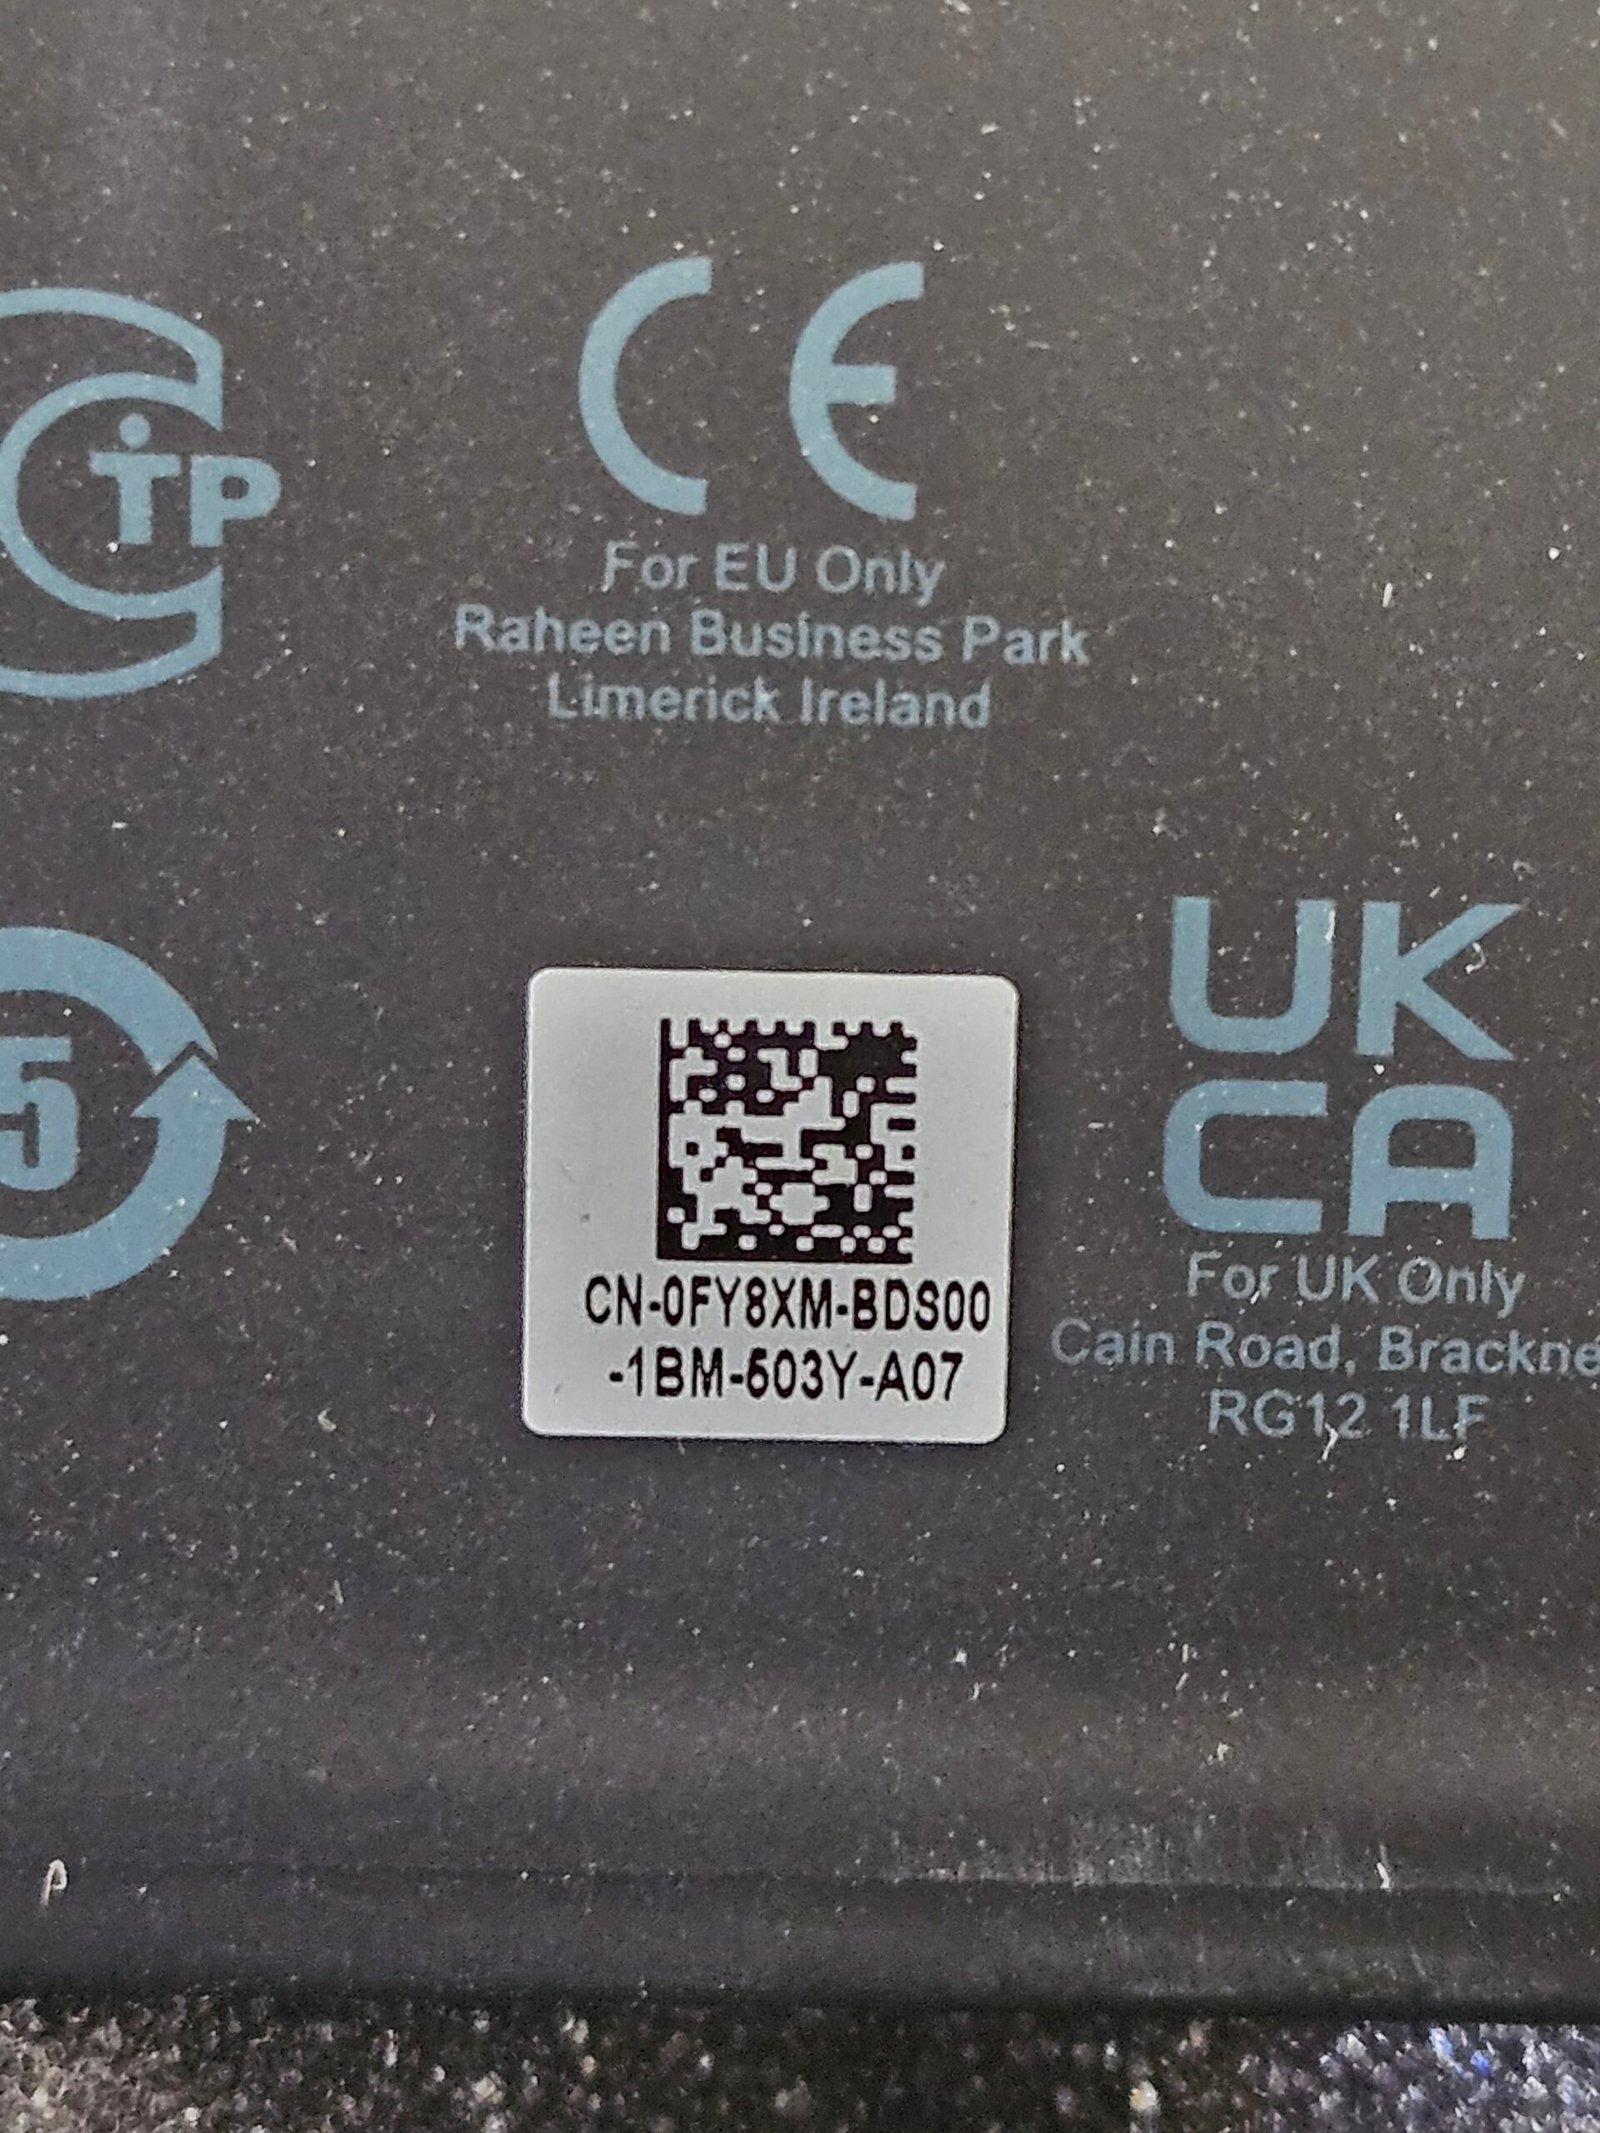 CE
TP
For EU Only
Raheen Business Park
Limerick Ireland
5
UK
CA
CN-0FY8XM-BDS00
-1BM-503Y-A07
For UK Only
Cain Road, Brackne
RG12 1LF